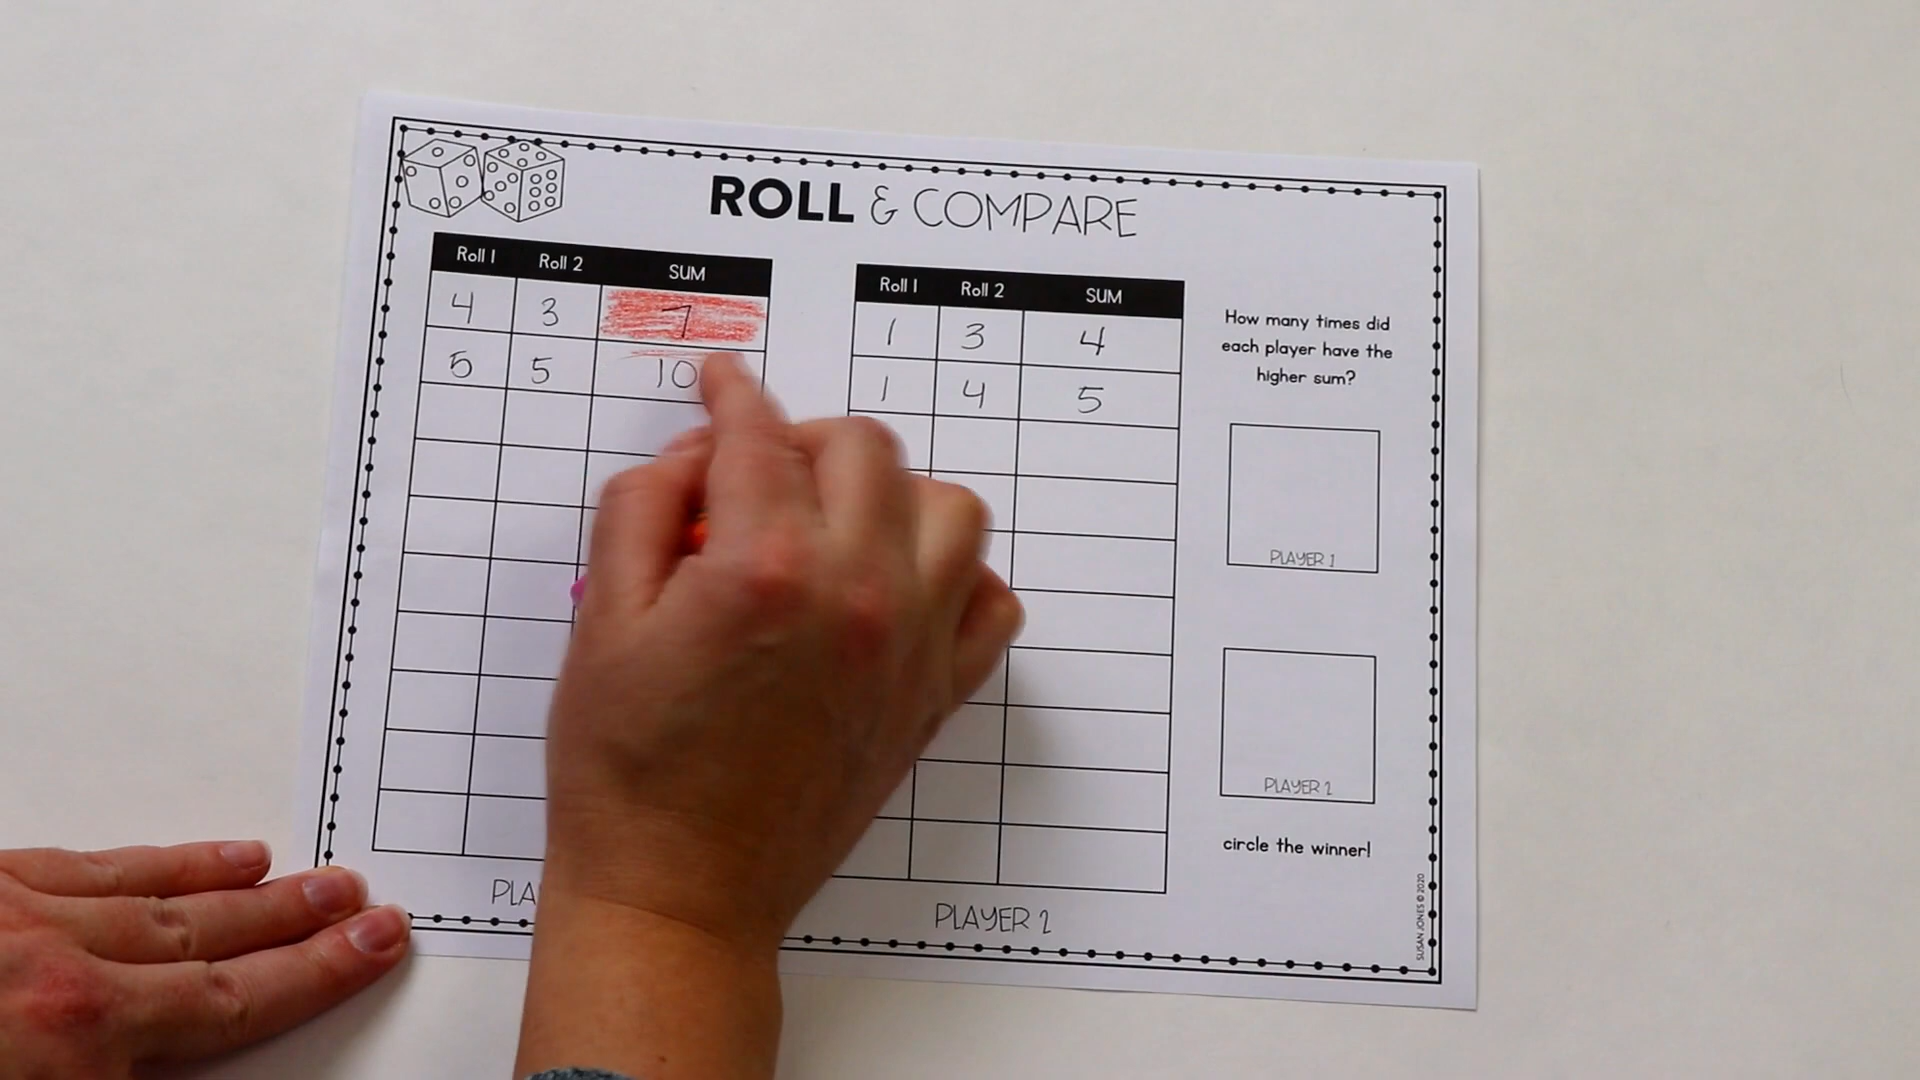 ROLL & COMPARE
Roll 1 Roll 2 SUM
4 3 7
5 5 10
Roll 1 Roll 2 SUM
1 3 4
1 4 5
How many times did
each player have the
higher sum?
PLAYER 1
PLAYER 2
circle the winner!
PLAYER 2
SUSAN JONES © 2020